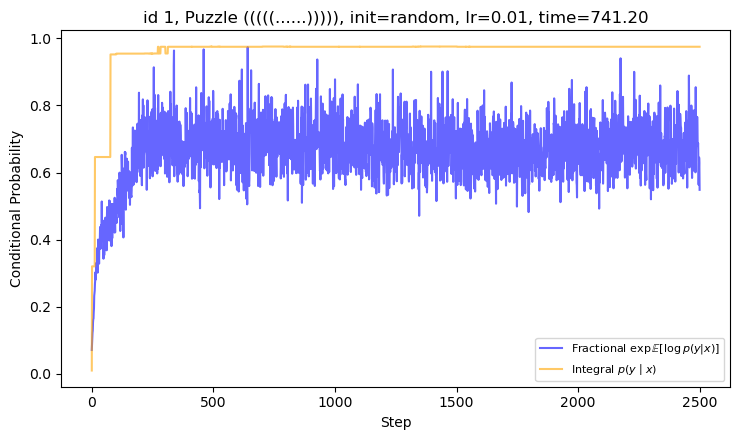 id 1, Puzzle (((((......))))), init=random, lr=0.01, time=741.20
Conditional Probability
1.0
0.8
0.6
0.4
0.2
0.0
Fractional exp𝔼[log p(y|x)]
Integral p(y | x)
0 500 1000 1500 2000 2500
Step